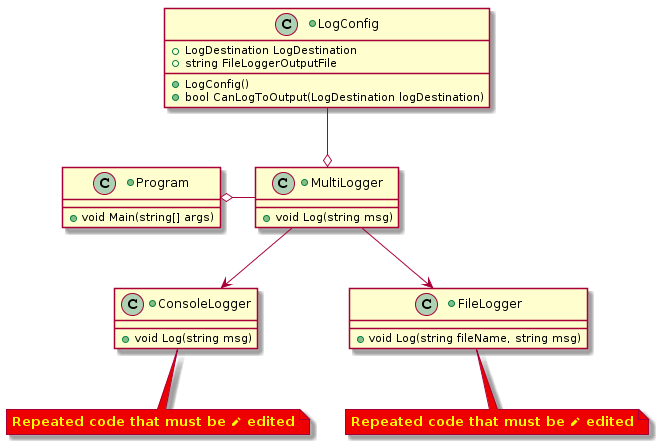 C LogConfig
LogDestination LogDestination
string FileLoggerOutputFile
LogConfig()
bool CanLogToOutput(LogDestination logDestination)
C Program
void Main(string[] args)
C MultiLogger
void Log(string msg)
C ConsoleLogger
void Log(string msg)
C FileLogger
void Log(string fileName, string msg)
Repeated code that must be edited
Repeated code that must be edited